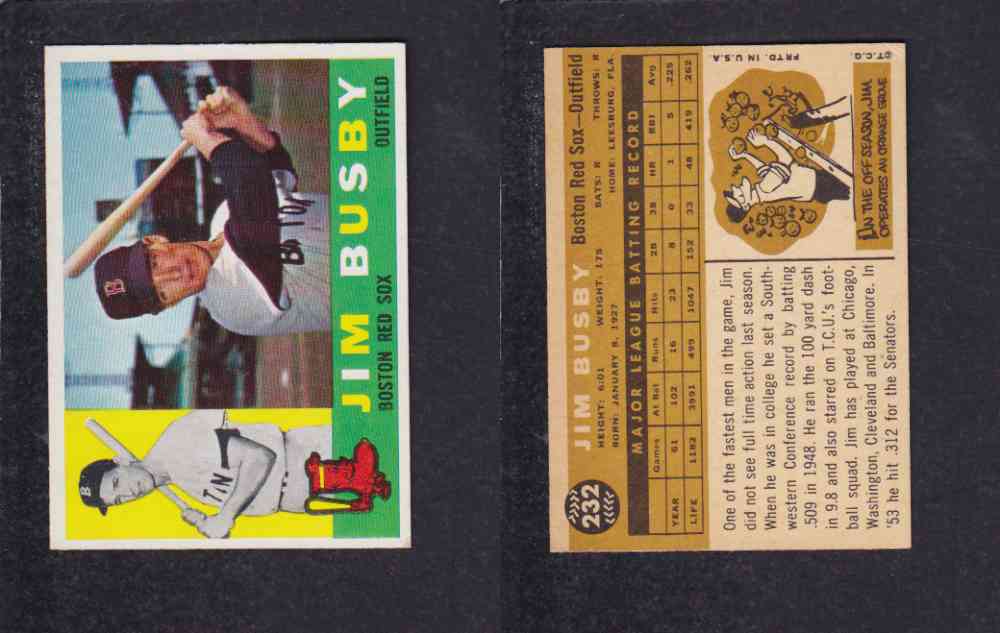 JIM BUSBY
BOSTON RED SOX OUTFIELD
B
B
TIN
232
JIM BUSBY Boston Red Sox—Outfield
HEIGHT: 6:01 WEIGHT: 175 BATS: R THROWS: R
BORN: JANUARY 8, 1927 HOME: LEESBURG, FLA.
MAJOR LEAGUE BATTING RECORD
Games At Bat Runs Hits 2B 3B HR RBI Avg
YEAR 61 102 16 23 8 0 1 5 .225
LIFE 1182 3991 499 1047 152 33 48 419 .262
One of the fastest men in the game, Jim
did not see full time action last season.
When he was in college he set a South-
western Conference record by batting
.509 in 1948. He ran the 100 yard dash
in 9.8 and also starred on T.C.U.'s foot-
ball squad. Jim has played at Chicago,
Washington, Cleveland and Baltimore. In
'53 he hit .312 for the Senators.
IN THE OFF SEASON, JIM
OPERATES AN ORANGE GROVE
©T.C.G. PRTD. IN U.S.A.